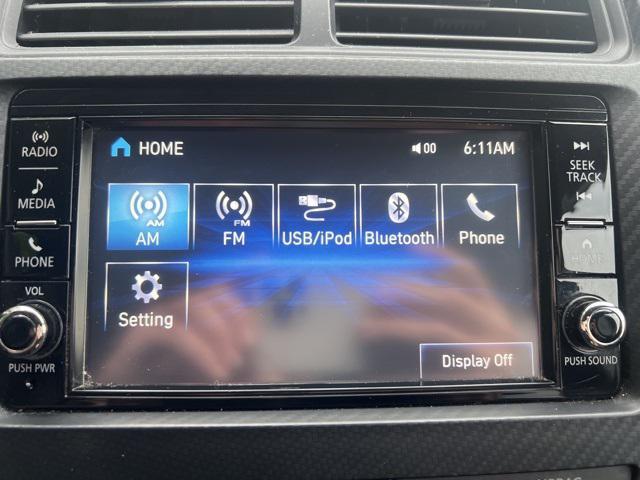 RADIO
MEDIA
PHONE
VOL
PUSH PWR
HOME 00 6:11AM
AM FM
AM FM USB/iPod Bluetooth Phone
Setting
Display Off
SEEK
TRACK
HOME
PUSH SOUND